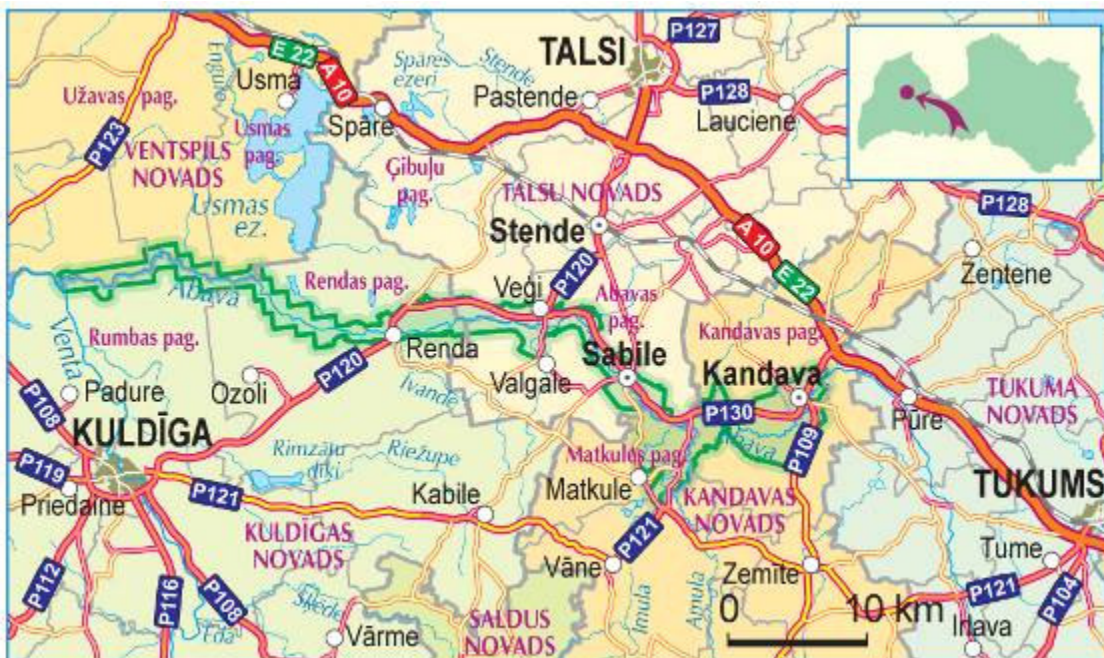 P127
TALSI
E 22
A 10
Engure
Usma
Spāres
ezeri
Stende
Pastende
P128
Lauciene
Užavas pag.
P123
Usmas
pag.
Spāre
VENTSPILS
NOVADS
Ģibuļu
pag.
TALSU NOVADS
Usmas
ez.
Stende
A 10
E 22
P128
Zentene
Rendas pag.
Veģi
P120
Abavas
pag.
Abava
Kandavas pag.
Rumbas pag.
Venta
Renda
Sabile
Kandava
Valgale
P120
Ozoli
Ivande
Padure
P108
P130
Pūre
TUKUMA
NOVADS
KULDĪGA
Abava
P109
Rimzātu
dīķi
Riežupe
Matkules pag.
Matkule
P119
Priedaine
P121
Kabile
KANDAVAS
NOVADS
TUKUMS
KULDĪGAS
NOVADS
P121
Vāne
Zemīte
Tume
P121
P104
P112
P116
P108
Imula
Amula
0 10 km
Šķēde
Ēda
Vārme
SALDUS
NOVADS
Irlava